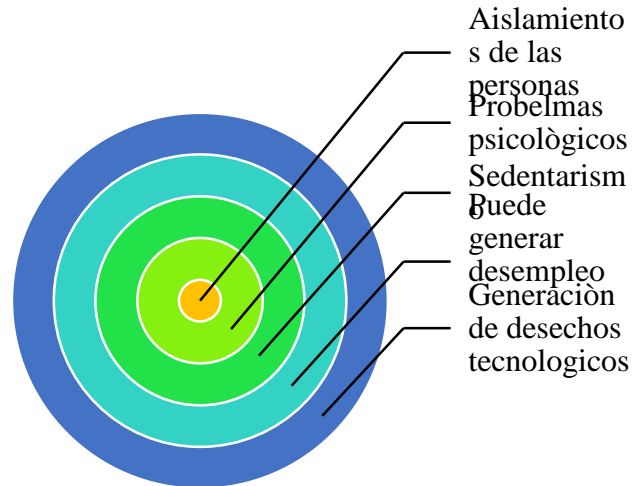 Aislamiento
s de las
personas
Probelmas
psicològicos
Sedentarism
o
Puede
generar
desempleo
Generaciòn
de desechos
tecnologicos